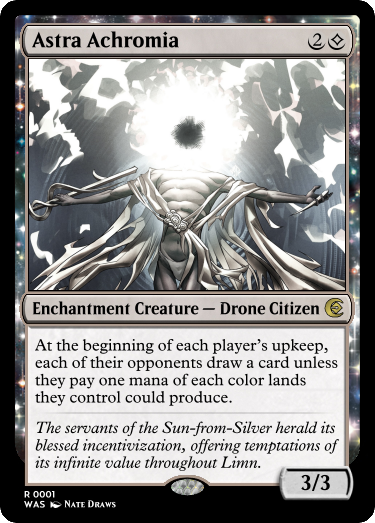 Astra Achromia 2
Enchantment Creature — Drone Citizen
At the beginning of each player's upkeep,
each of their opponents draw a card unless
they pay one mana of each color lands
they control could produce.
The servants of the Sun-from-Silver herald its
blessed incentivization, offering temptations of
its infinite value throughout Limn.
3/3
R 0001
WAS Nate Draws